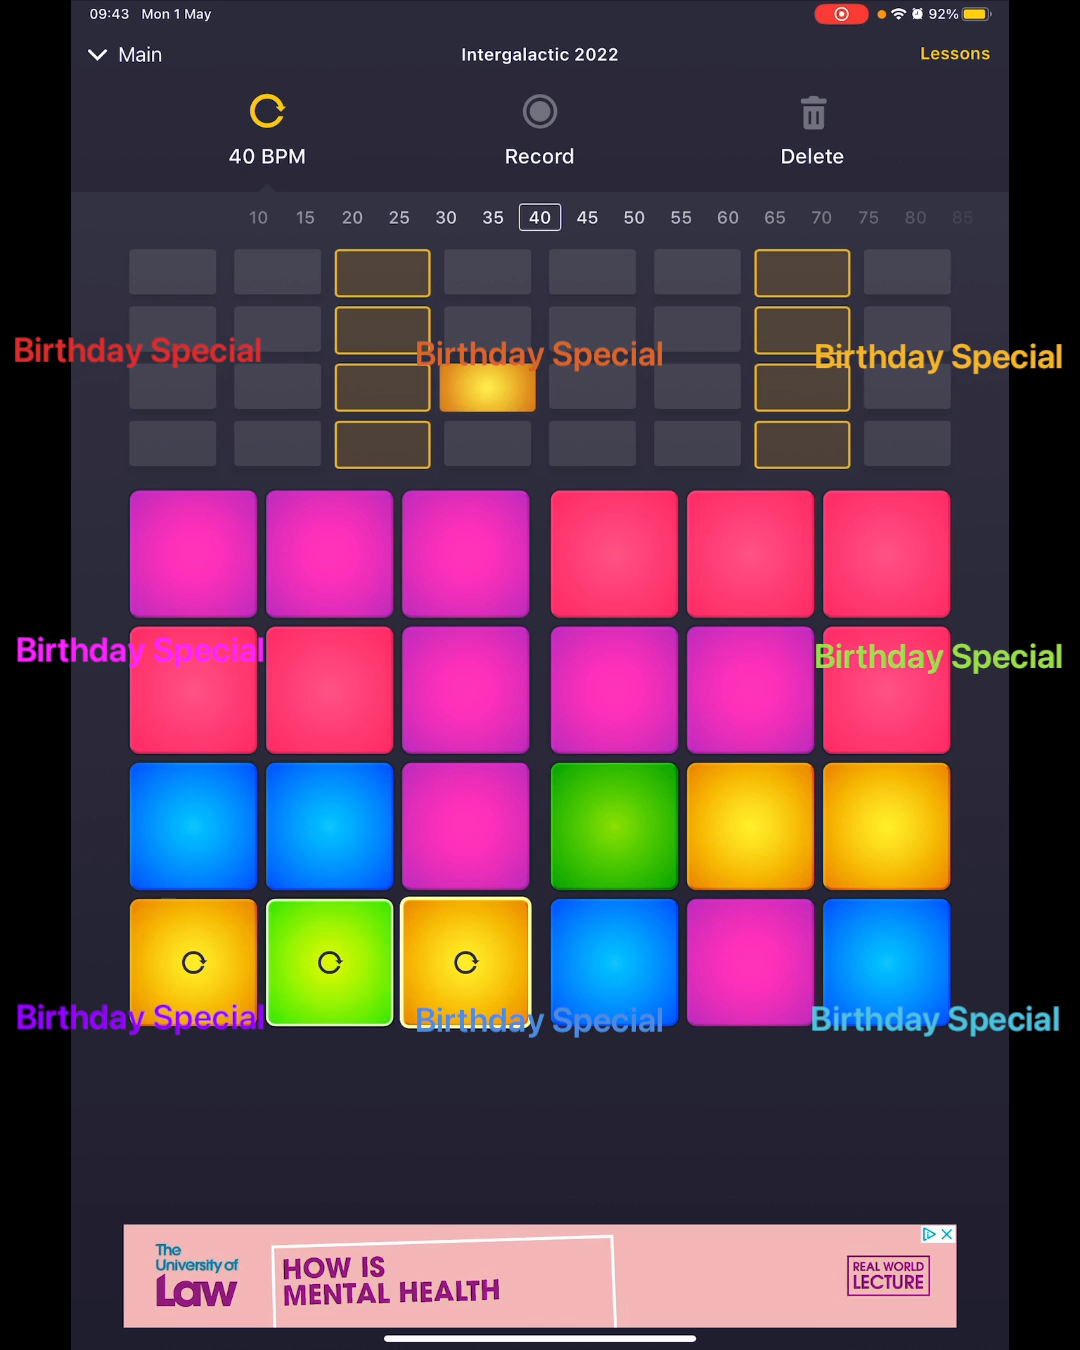 09:43 Mon 1 May
92%
Main
Intergalactic 2022
Lessons
40 BPM
Record
Delete
10 15 20 25 30 35 40 45 50 55 60 65 70 75 80 85
Birthday Special
Birthday Special
Birthday Special
Birthday Special
Birthday Special
Birthday Special
Birthday Special
Birthday Special
The
University of
Law
HOW IS
MENTAL HEALTH
REAL WORLD
LECTURE